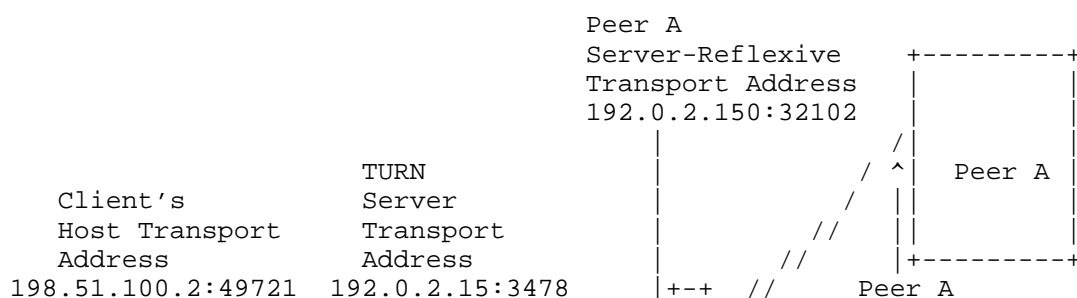 Peer A
                                        Server-Reflexive    +---------+
                                        Transport Address   |         |
                                        192.0.2.150:32102   |         |
                                            |              /|         |
                        TURN                |            / ^|  Peer A |
   Client's             Server              |           /  ||         |
   Host Transport       Transport           |         //   ||         |
   Address              Address             |       //     |+---------+
198.51.100.2:49721  192.0.2.15:3478         |+-+  //     Peer A